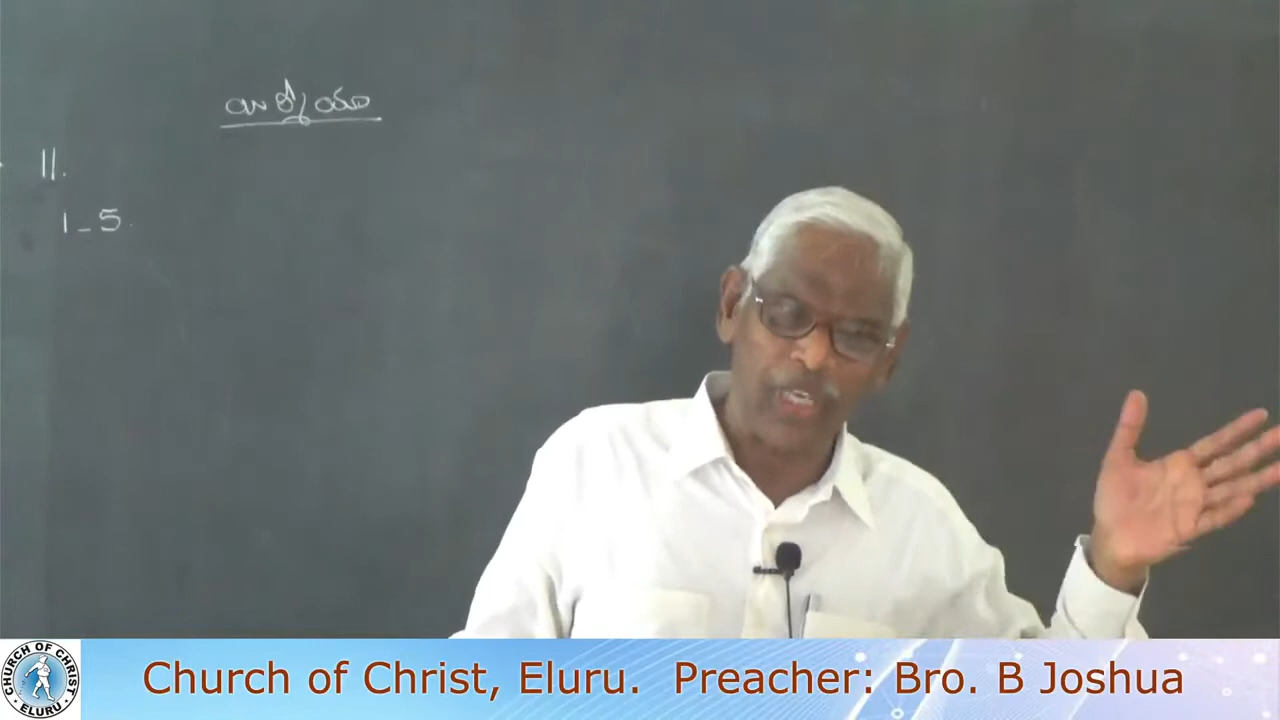 యిర్మీయా
11.
1-5.
CHURCH OF CHRIST
• ELURU •
Church of Christ, Eluru. Preacher: Bro. B Joshua